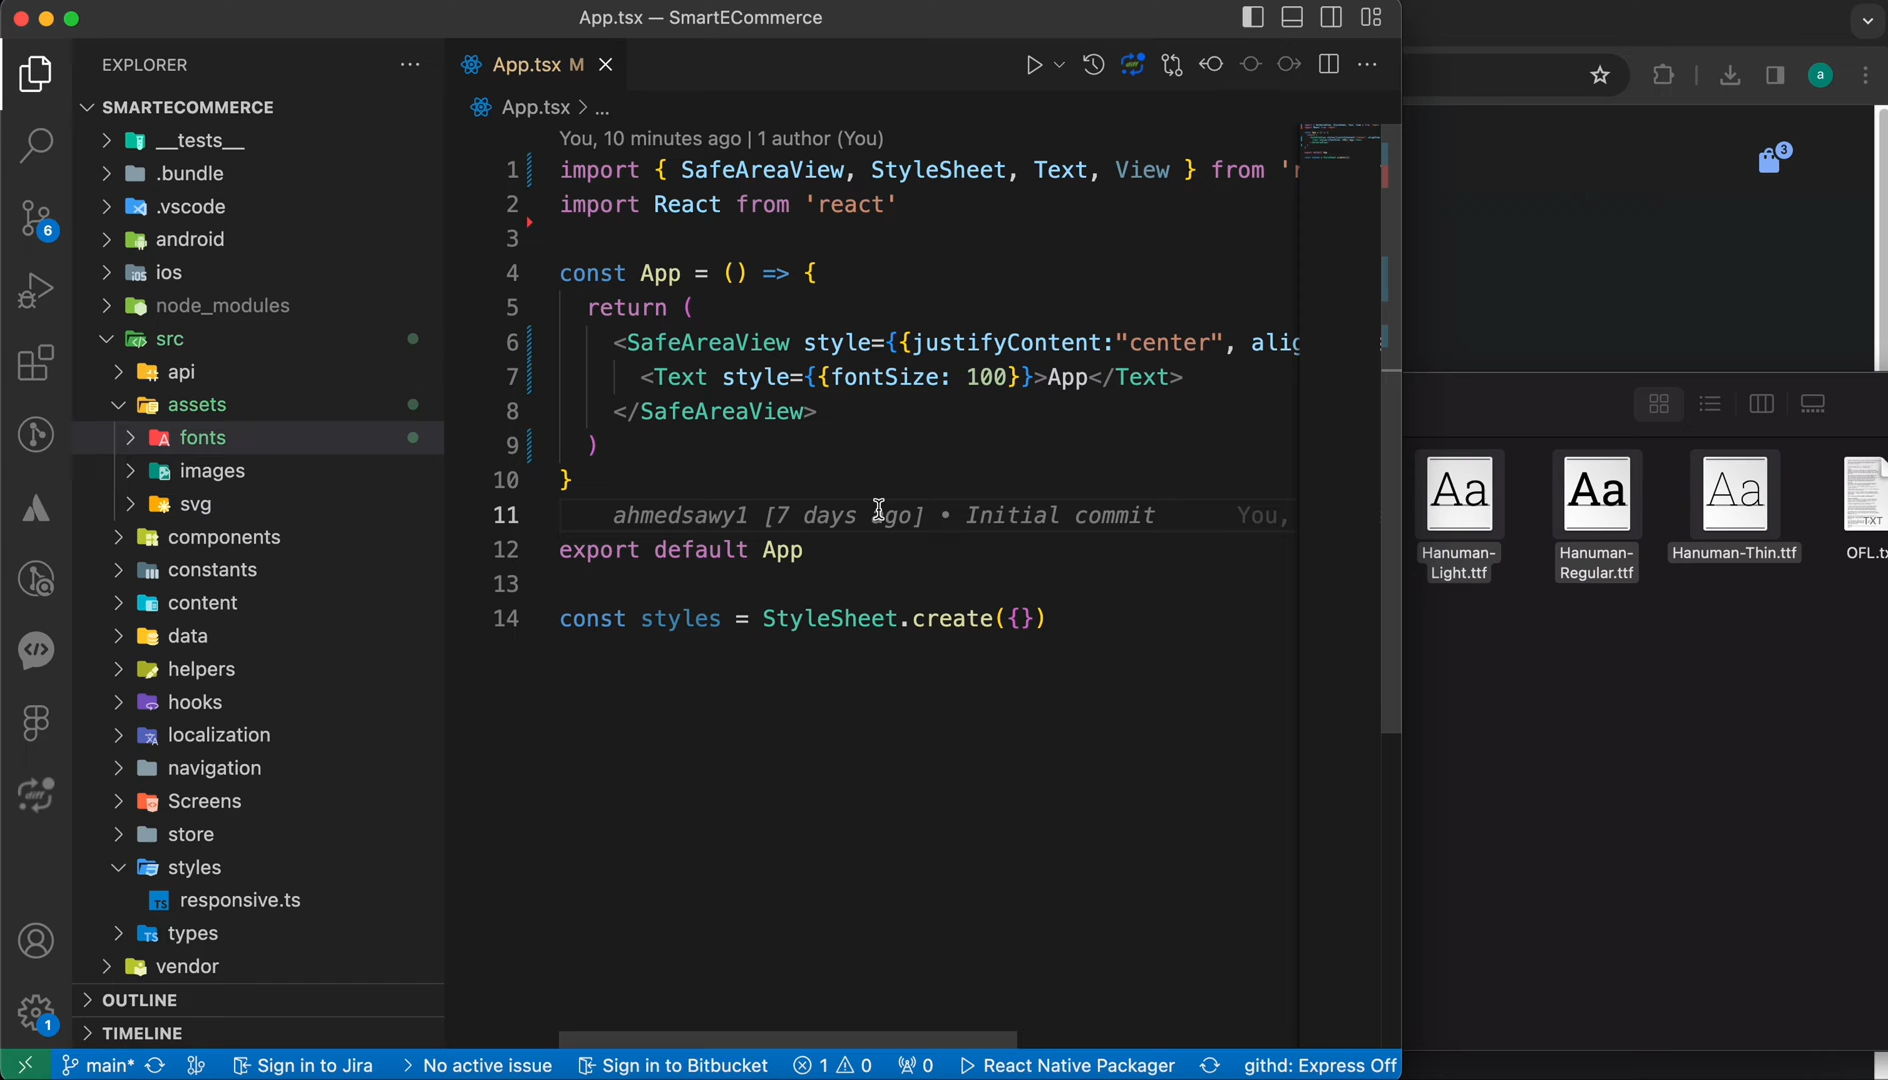 App.tsx — SmartECommerce
EXPLORER
App.tsx M
a
SMARTECOMMERCE
App.tsx > ...
__tests__
.bundle
.vscode
android
ios
node_modules
src
api
assets
fonts
images
svg
components
constants
content
data
helpers
hooks
localization
navigation
Screens
store
styles
responsive.ts
types
vendor
OUTLINE
TIMELINE
6
1
You, 10 minutes ago | 1 author (You)
1 import { SafeAreaView, StyleSheet, Text, View } from 'r
2 import React from 'react'
3
4 const App = () => {
5 return (
6 <SafeAreaView style={{justifyContent:"center", alig
7 <Text style={{fontSize: 100}}>App</Text>
8 </SafeAreaView>
9 )
10 }
11 ahmedsawy1 [7 days ago] • Initial commit You,
12 export default App
13
14 const styles = StyleSheet.create({})
3
Aa
Aa
Aa
TXT
Hanuman-
Light.ttf
Hanuman-
Regular.ttf
Hanuman-Thin.ttf
OFL.tx
main*
Sign in to Jira
No active issue
Sign in to Bitbucket
1
0
0
React Native Packager
githd: Express Off